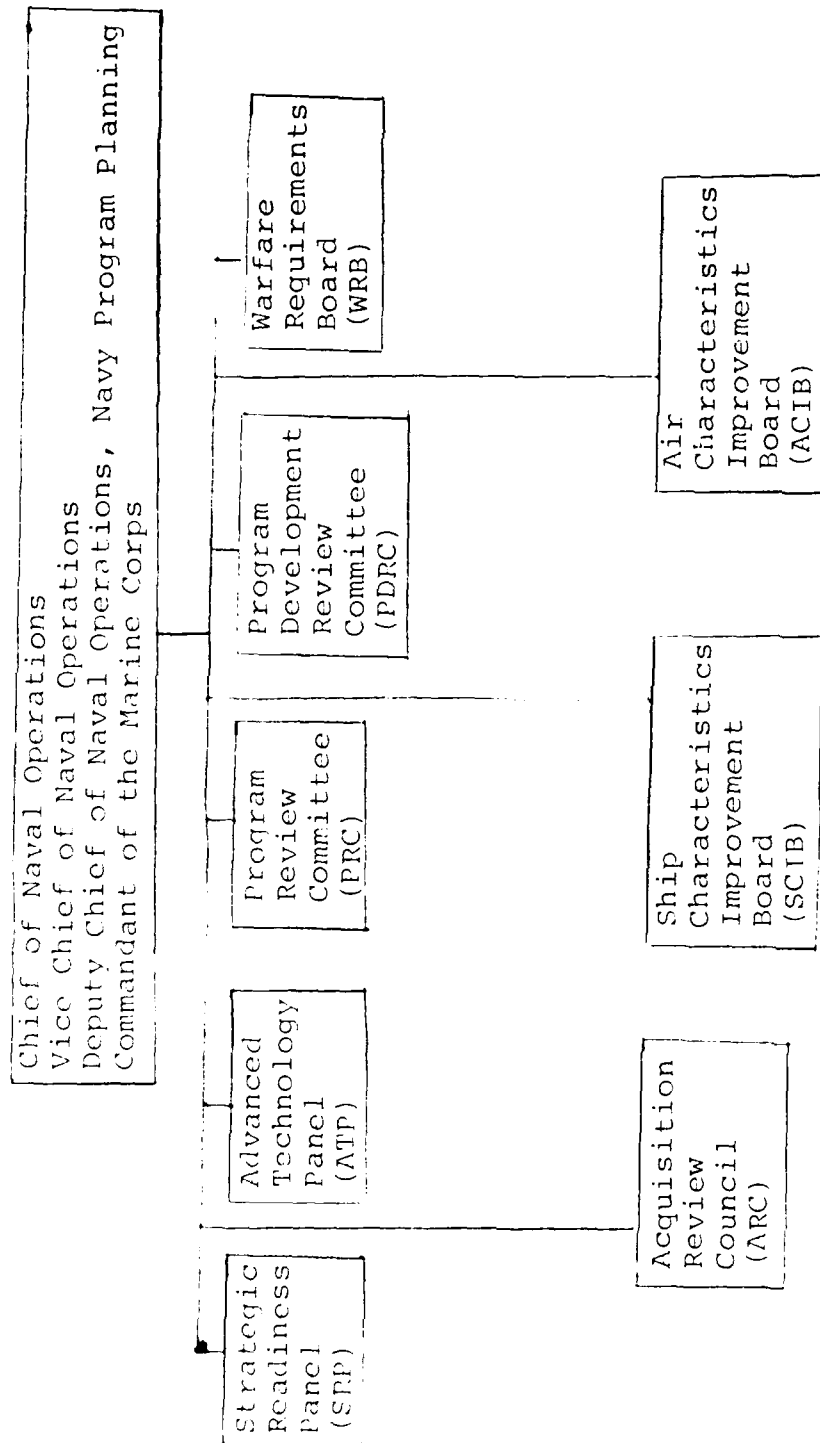 Chief of Naval Operations
Vice Chief of Naval Operations
Deputy Chief of Naval Operations, Navy Program Planning
Commandant of the Marine Corps
Strategic
Readiness
Panel
(SRP)
Advanced
Technology
Panel
(ATP)
Program
Review
Committee
(PRC)
Program
Development
Review
Committee
(PDRC)
Warfare
Requirements
Board
(WRB)
Acquisition
Review
Council
(ARC)
Ship
Characteristics
Improvement
Board
(SCIB)
Air
Characteristics
Improvement
Board
(ACIB)